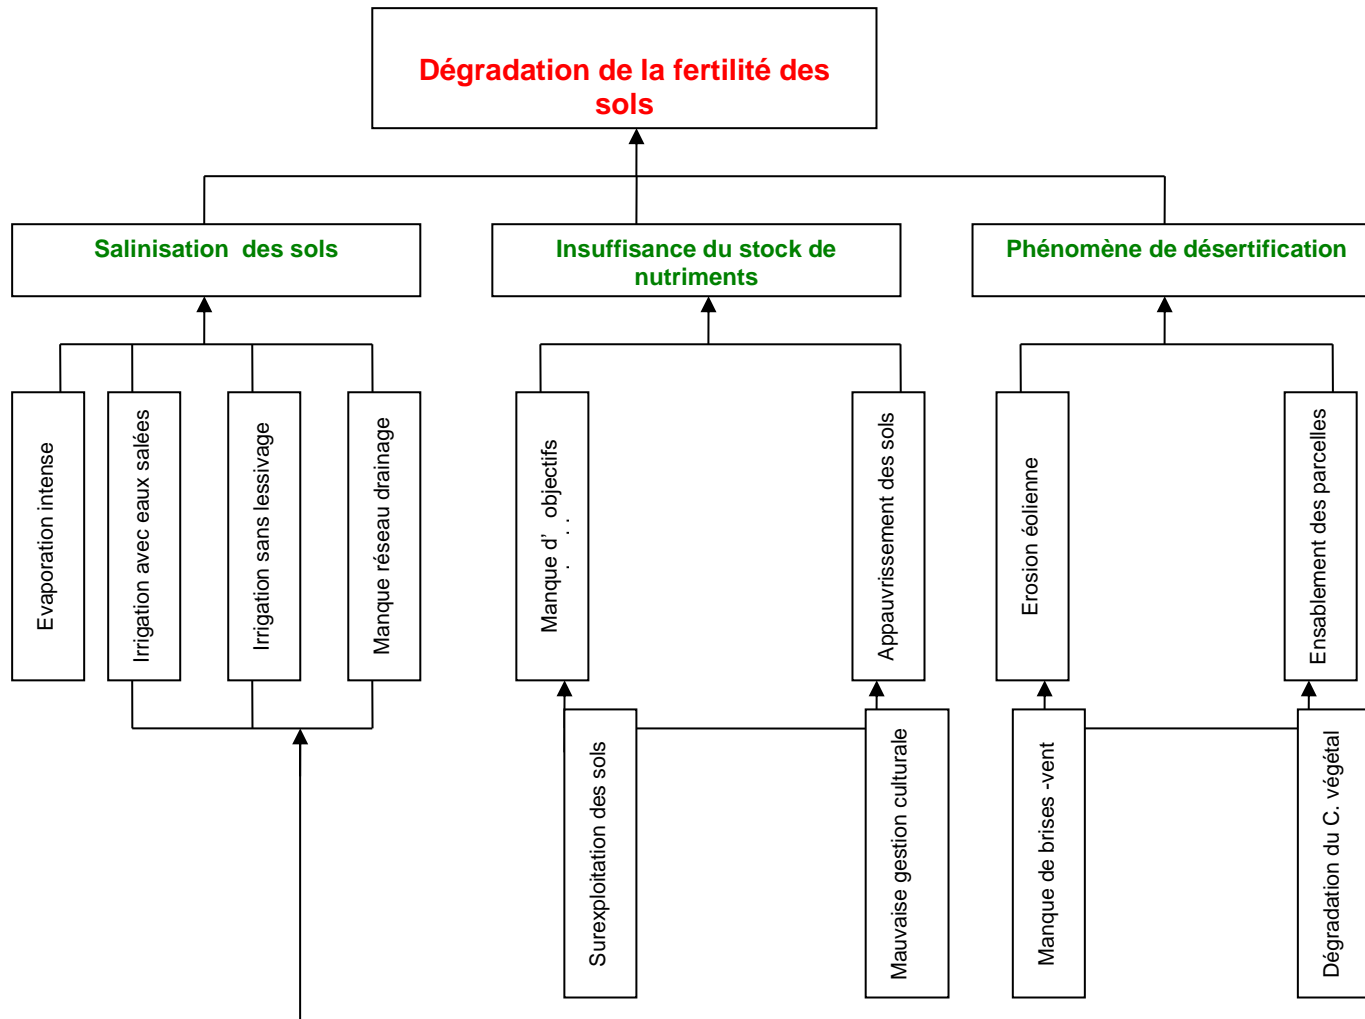 Dégradation de la fertilité des
sols
Salinisation des sols
Insuffisance du stock de
nutriments
Phénomène de désertification
Evaporation intense
Irrigation avec eaux salées
Irrigation sans lessivage
Manque réseau drainage
Manque d’ objectifs
Appauvrissement des sols
Erosion éolienne
Ensablement des parcelles
Surexploitation des sols
Mauvaise gestion culturale
Manque de brises -vent
Dégradation du C. végétal